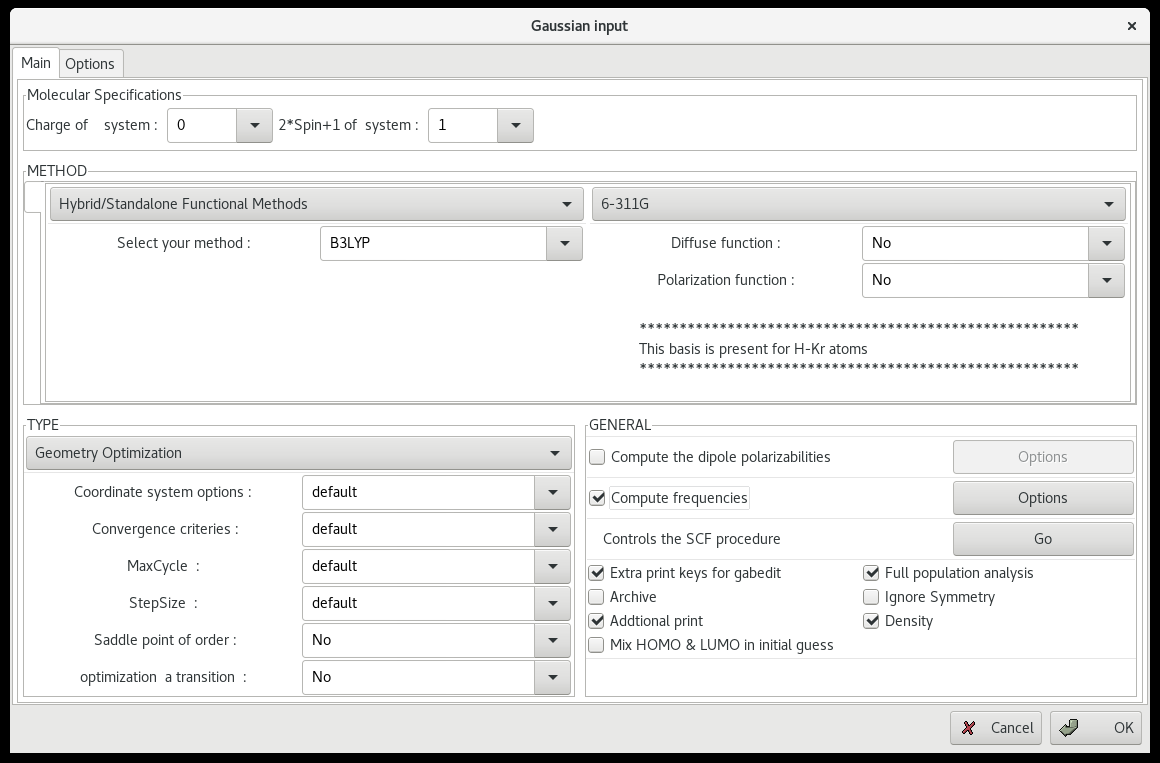 Gaussian input
Main Options
Molecular Specifications
Charge of system : 0 2*Spin+1 of system : 1
METHOD
Hybrid/Standalone Functional Methods 6-311G
Select your method : B3LYP Diffuse function : No
Polarization function : No
*******************************************************
This basis is present for H-Kr atoms
*******************************************************
TYPE GENERAL
Geometry Optimization
Compute the dipole polarizabilities Options
Coordinate system options : default Compute frequencies Options
Convergence criteries : default Controls the SCF procedure Go
MaxCycle : default Extra print keys for gabedit Full population analysis
StepSize : default Archive Ignore Symmetry
Addtional print Density
Saddle point of order : No Mix HOMO & LUMO in initial guess
optimization a transition : No
Cancel OK